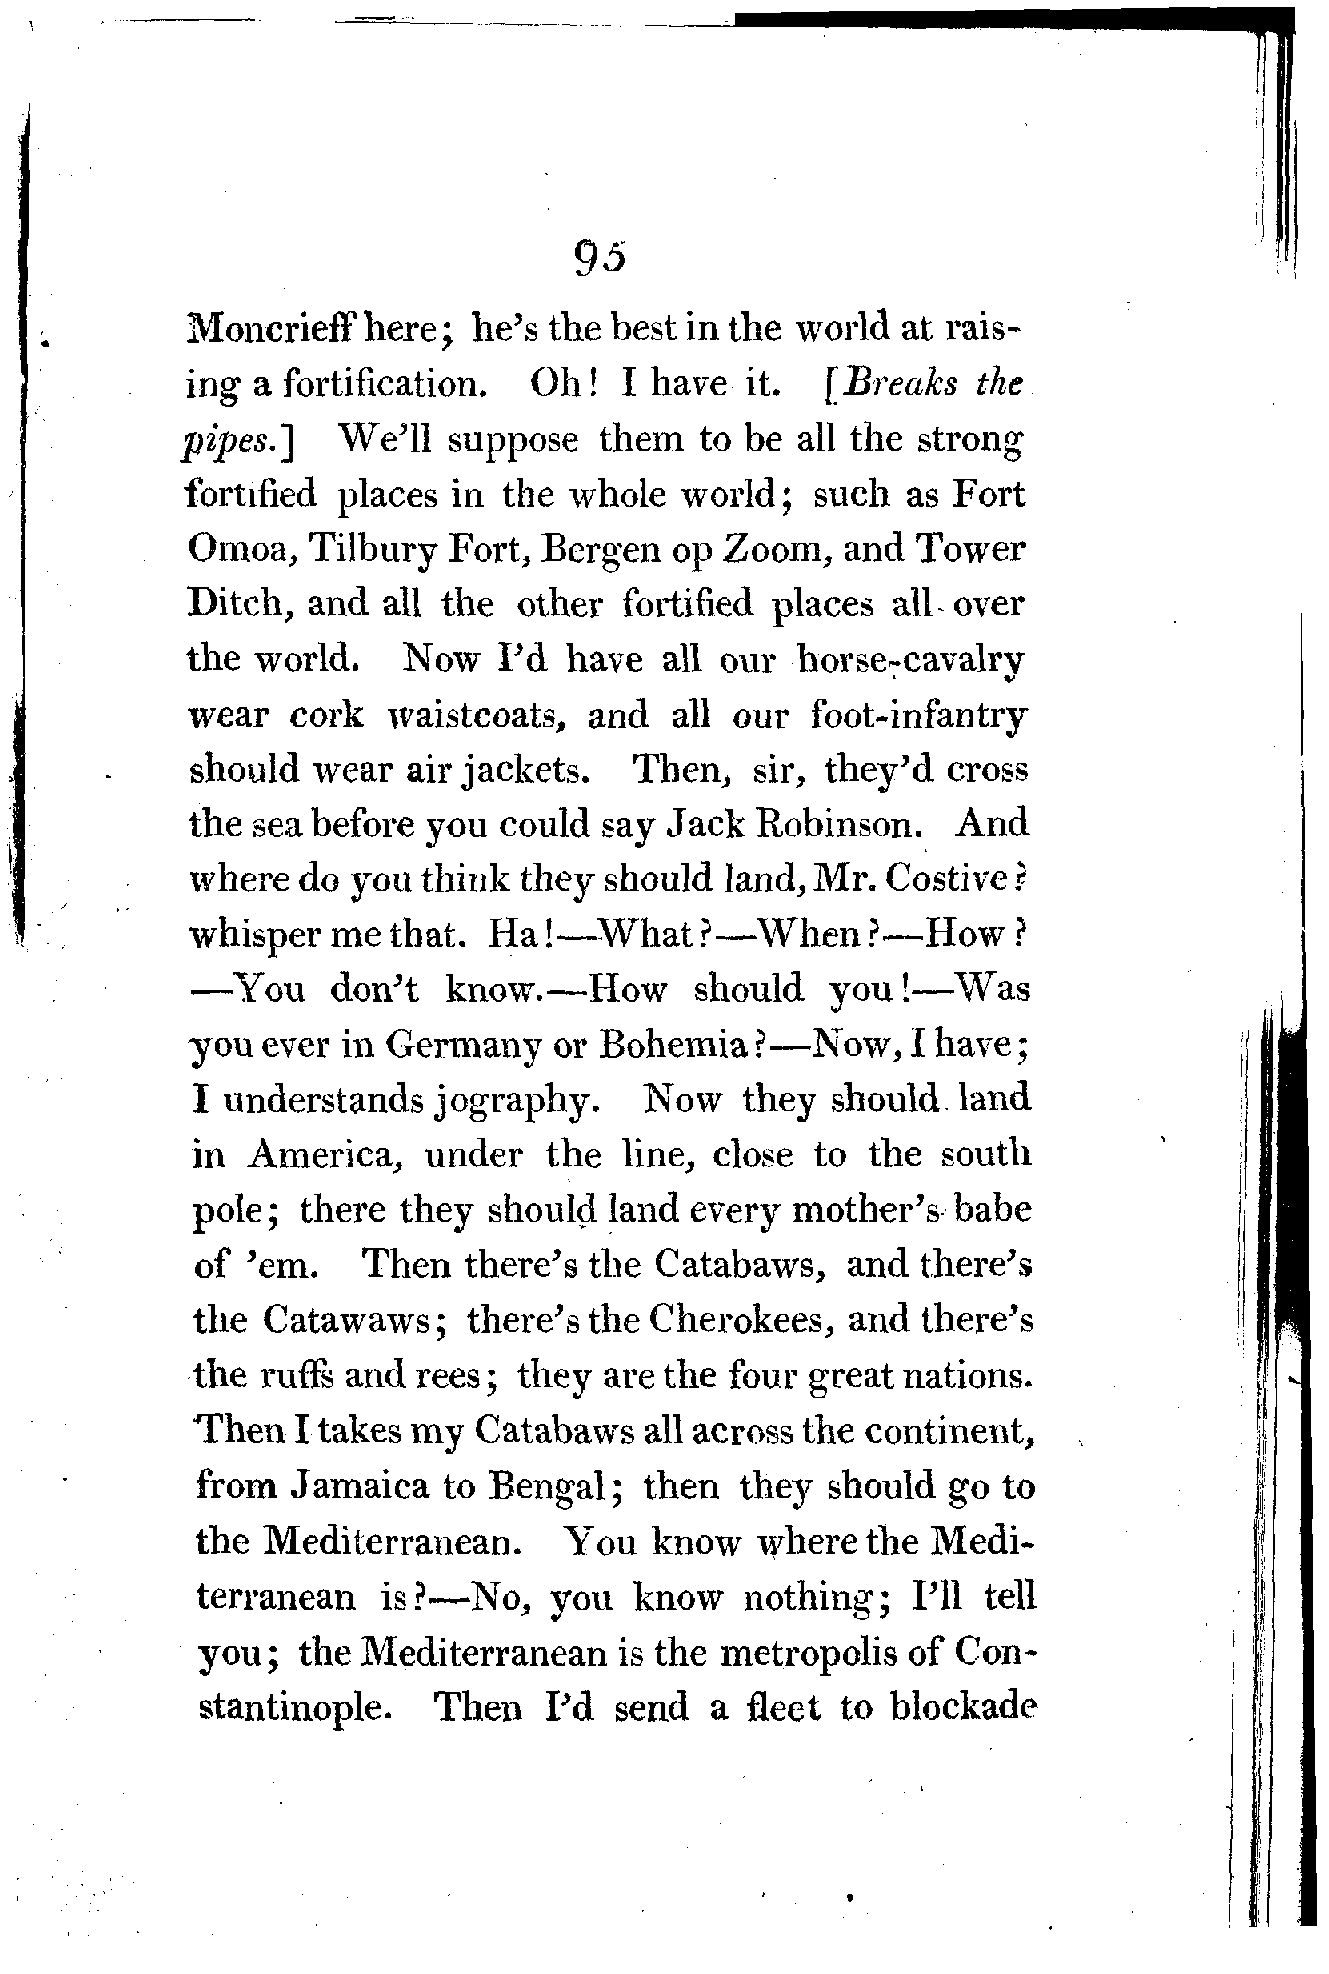 95
Moncrieff here; he's the best in the world at rais-
ing a fortification. Oh! I have it. [Breaks the
pipes.] We'll suppose them to be all the strong
fortified places in the whole world; such as Fort
Omoa, Tilbury Fort, Bergen op Zoom, and Tower
Ditch, and all the other fortified places all over
the world. Now I'd have all our horse-cavalry
wear cork waistcoats, and all our foot-infantry
should wear air jackets. Then, sir, they'd cross
the sea before you could say Jack Robinson. And
where do you think they should land, Mr. Costive?
whisper me that. Ha!—What?—When?—How?
—You don't know.—How should you!—Was
you ever in Germany or Bohemia?—Now, I have;
I understands jography. Now they should land
in America, under the line, close to the south
pole; there they should land every mother's babe
of 'em. Then there's the Catabaws, and there's
the Catawaws; there's the Cherokees, and there's
the ruffs and rees; they are the four great nations.
Then I takes my Catabaws all across the continent,
from Jamaica to Bengal; then they should go to
the Mediterranean. You know where the Medi-
terranean is?—No, you know nothing; I'll tell
you; the Mediterranean is the metropolis of Con-
stantinople. Then I'd send a fleet to blockade